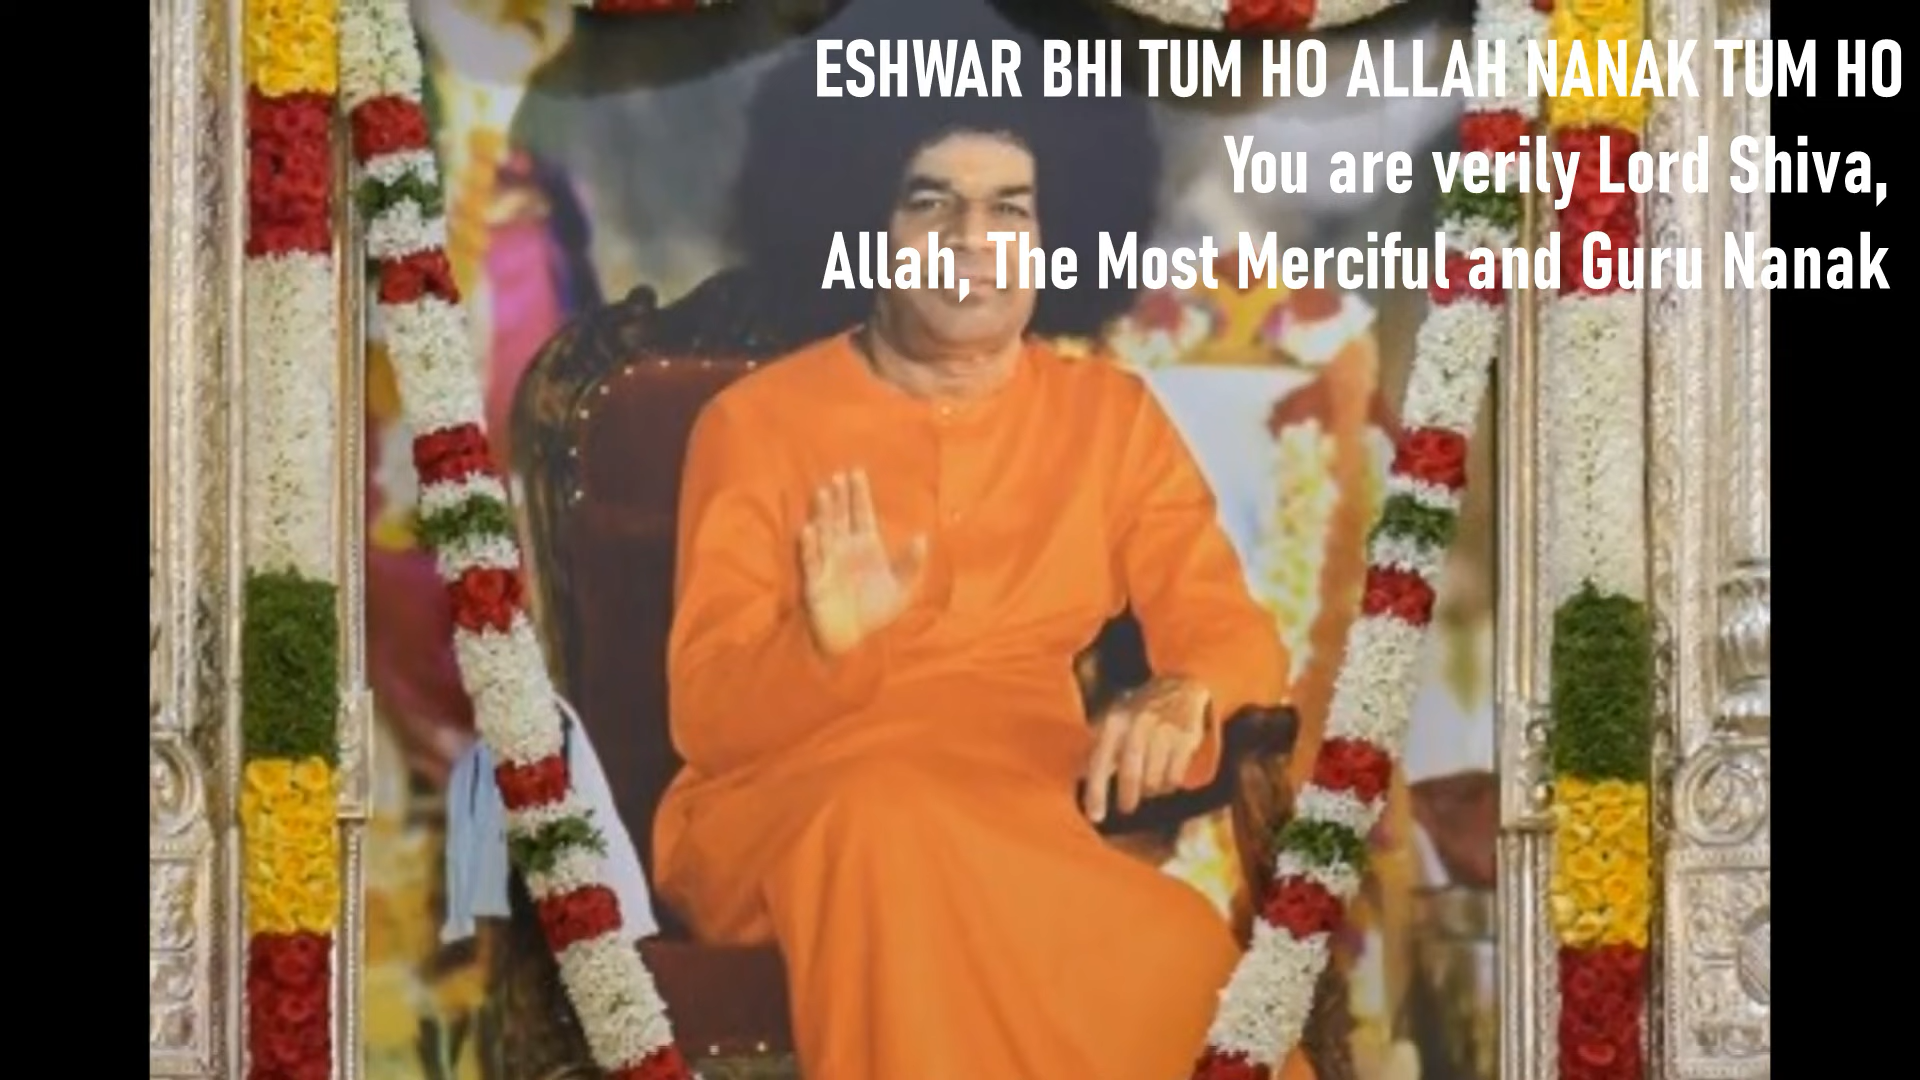 ESHWAR BHI TUM HO ALLAH NANAK TUM HO
You are verily Lord Shiva,
Allah, The Most Merciful and Guru Nanak